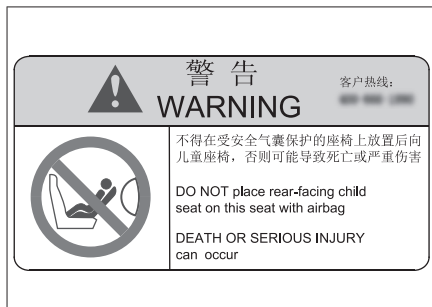 警告
客户热线：
WARNING
不得在受安全气囊保护的座椅上放置后向
儿童座椅，否则可能导致死亡或严重伤害
DO NOT place rear-facing child
seat on this seat with airbag
DEATH OR SERIOUS INJURY
can occur